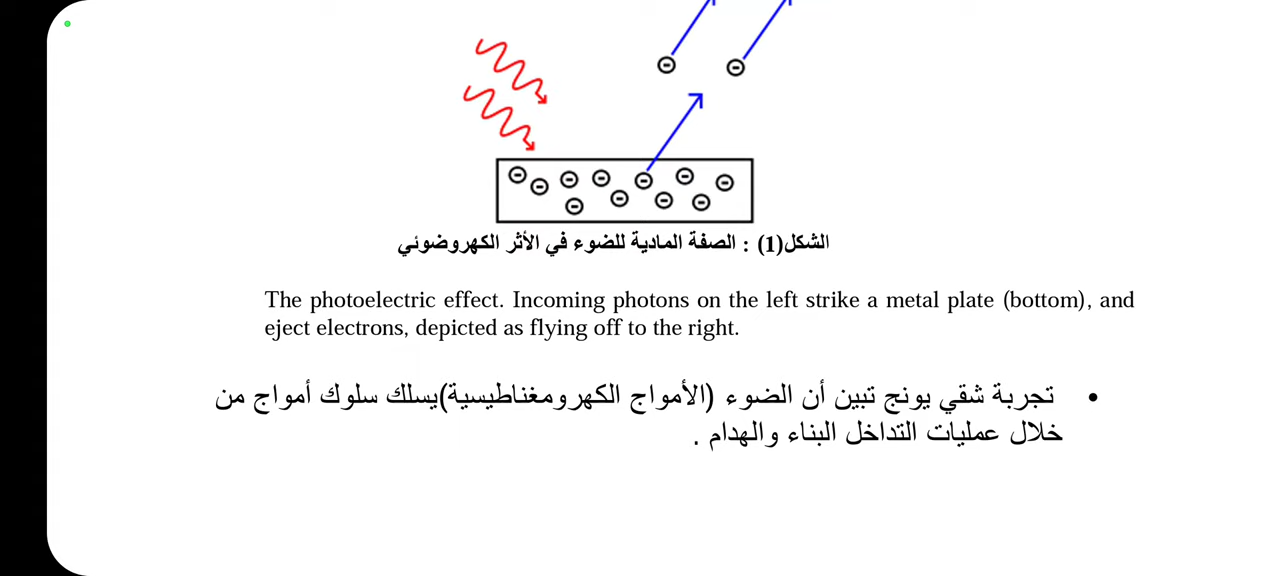 الشكل(1) : الصفة المادية للضوء في الأثر الكهروضوئي
The photoelectric effect. Incoming photons on the left strike a metal plate (bottom), and
eject electrons, depicted as flying off to the right.
• تجربة شقي يونج تبين أن الضوء (الأمواج الكهرومغناطيسية)يسلك سلوك أمواج من
خلال عمليات التداخل البناء والهدام .